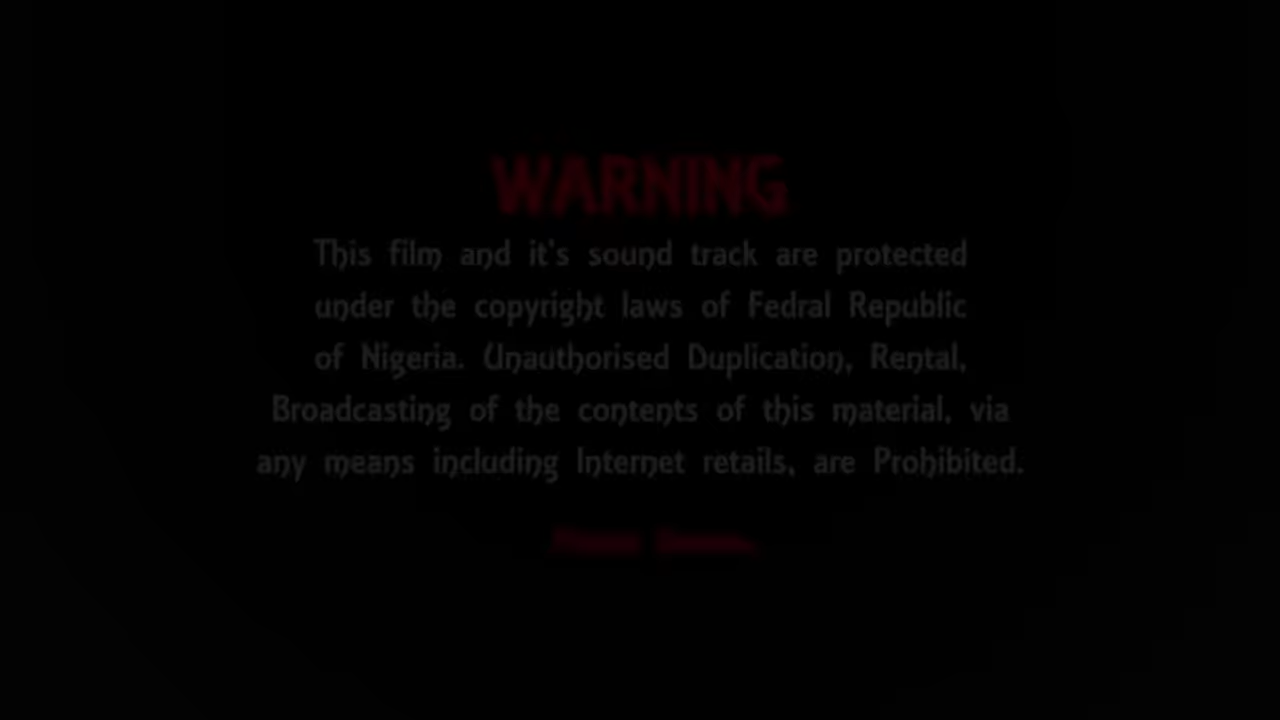 WARNING
This film and it's sound track are protected
under the copyright laws of Fedral Republic
of Nigeria. Unauthorised Duplication, Rental,
Broadcasting of the contents of this material, via
any means including Internet retails, are Prohibited.